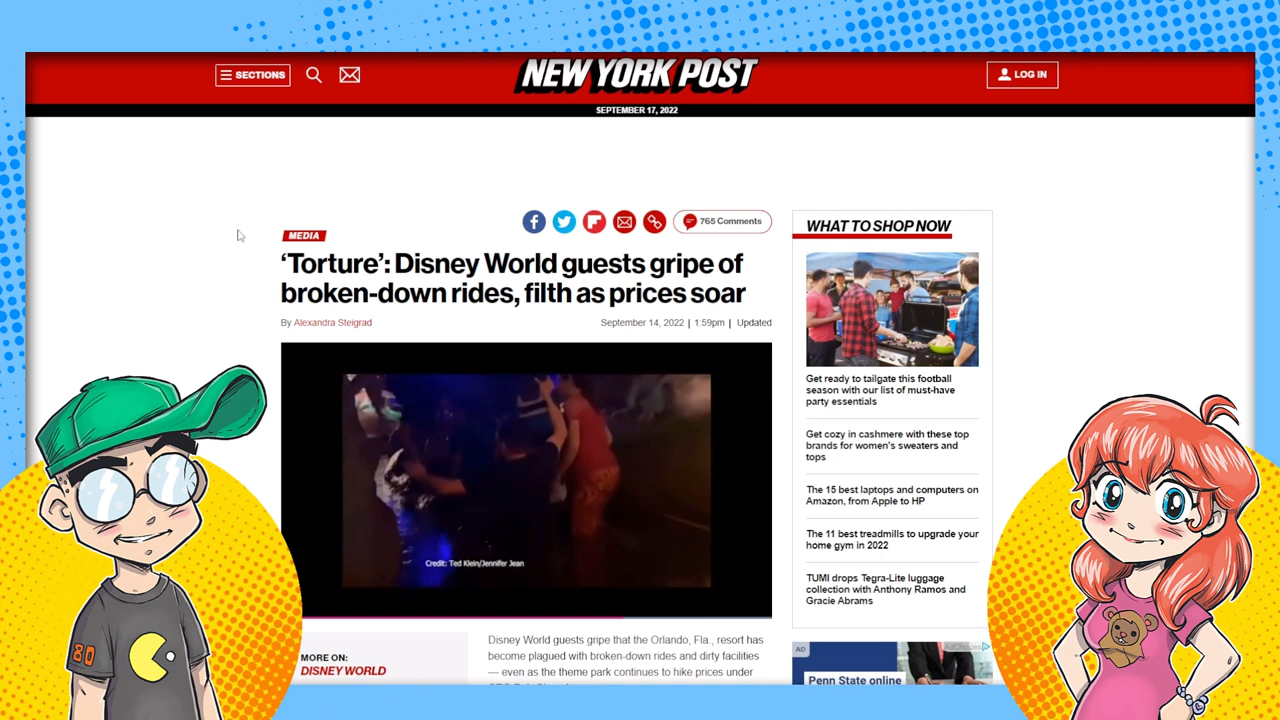 SECTIONS
NEW YORK POST
LOG IN
SEPTEMBER 17, 2022
765 Comments
MEDIA
‘Torture’: Disney World guests gripe of
broken-down rides, filth as prices soar
By Alexandra Steigrad
September 14, 2022 | 1:59pm | Updated
Credit: Ted Klein/Jennifer Jean
MORE ON:
DISNEY WORLD
Disney World guests gripe that the Orlando, Fla., resort has
become plagued with broken-down rides and dirty facilities
— even as the theme park continues to hike prices under
WHAT TO SHOP NOW
Get ready to tailgate this football
season with our list of must-have
party essentials
Get cozy in cashmere with these top
brands for women's sweaters and
tops
The 15 best laptops and computers on
Amazon, from Apple to HP
The 11 best treadmills to upgrade your
home gym in 2022
TUMI drops Tegra-Lite luggage
collection with Anthony Ramos and
Gracie Abrams
AD
AdChoices
Penn State online
80